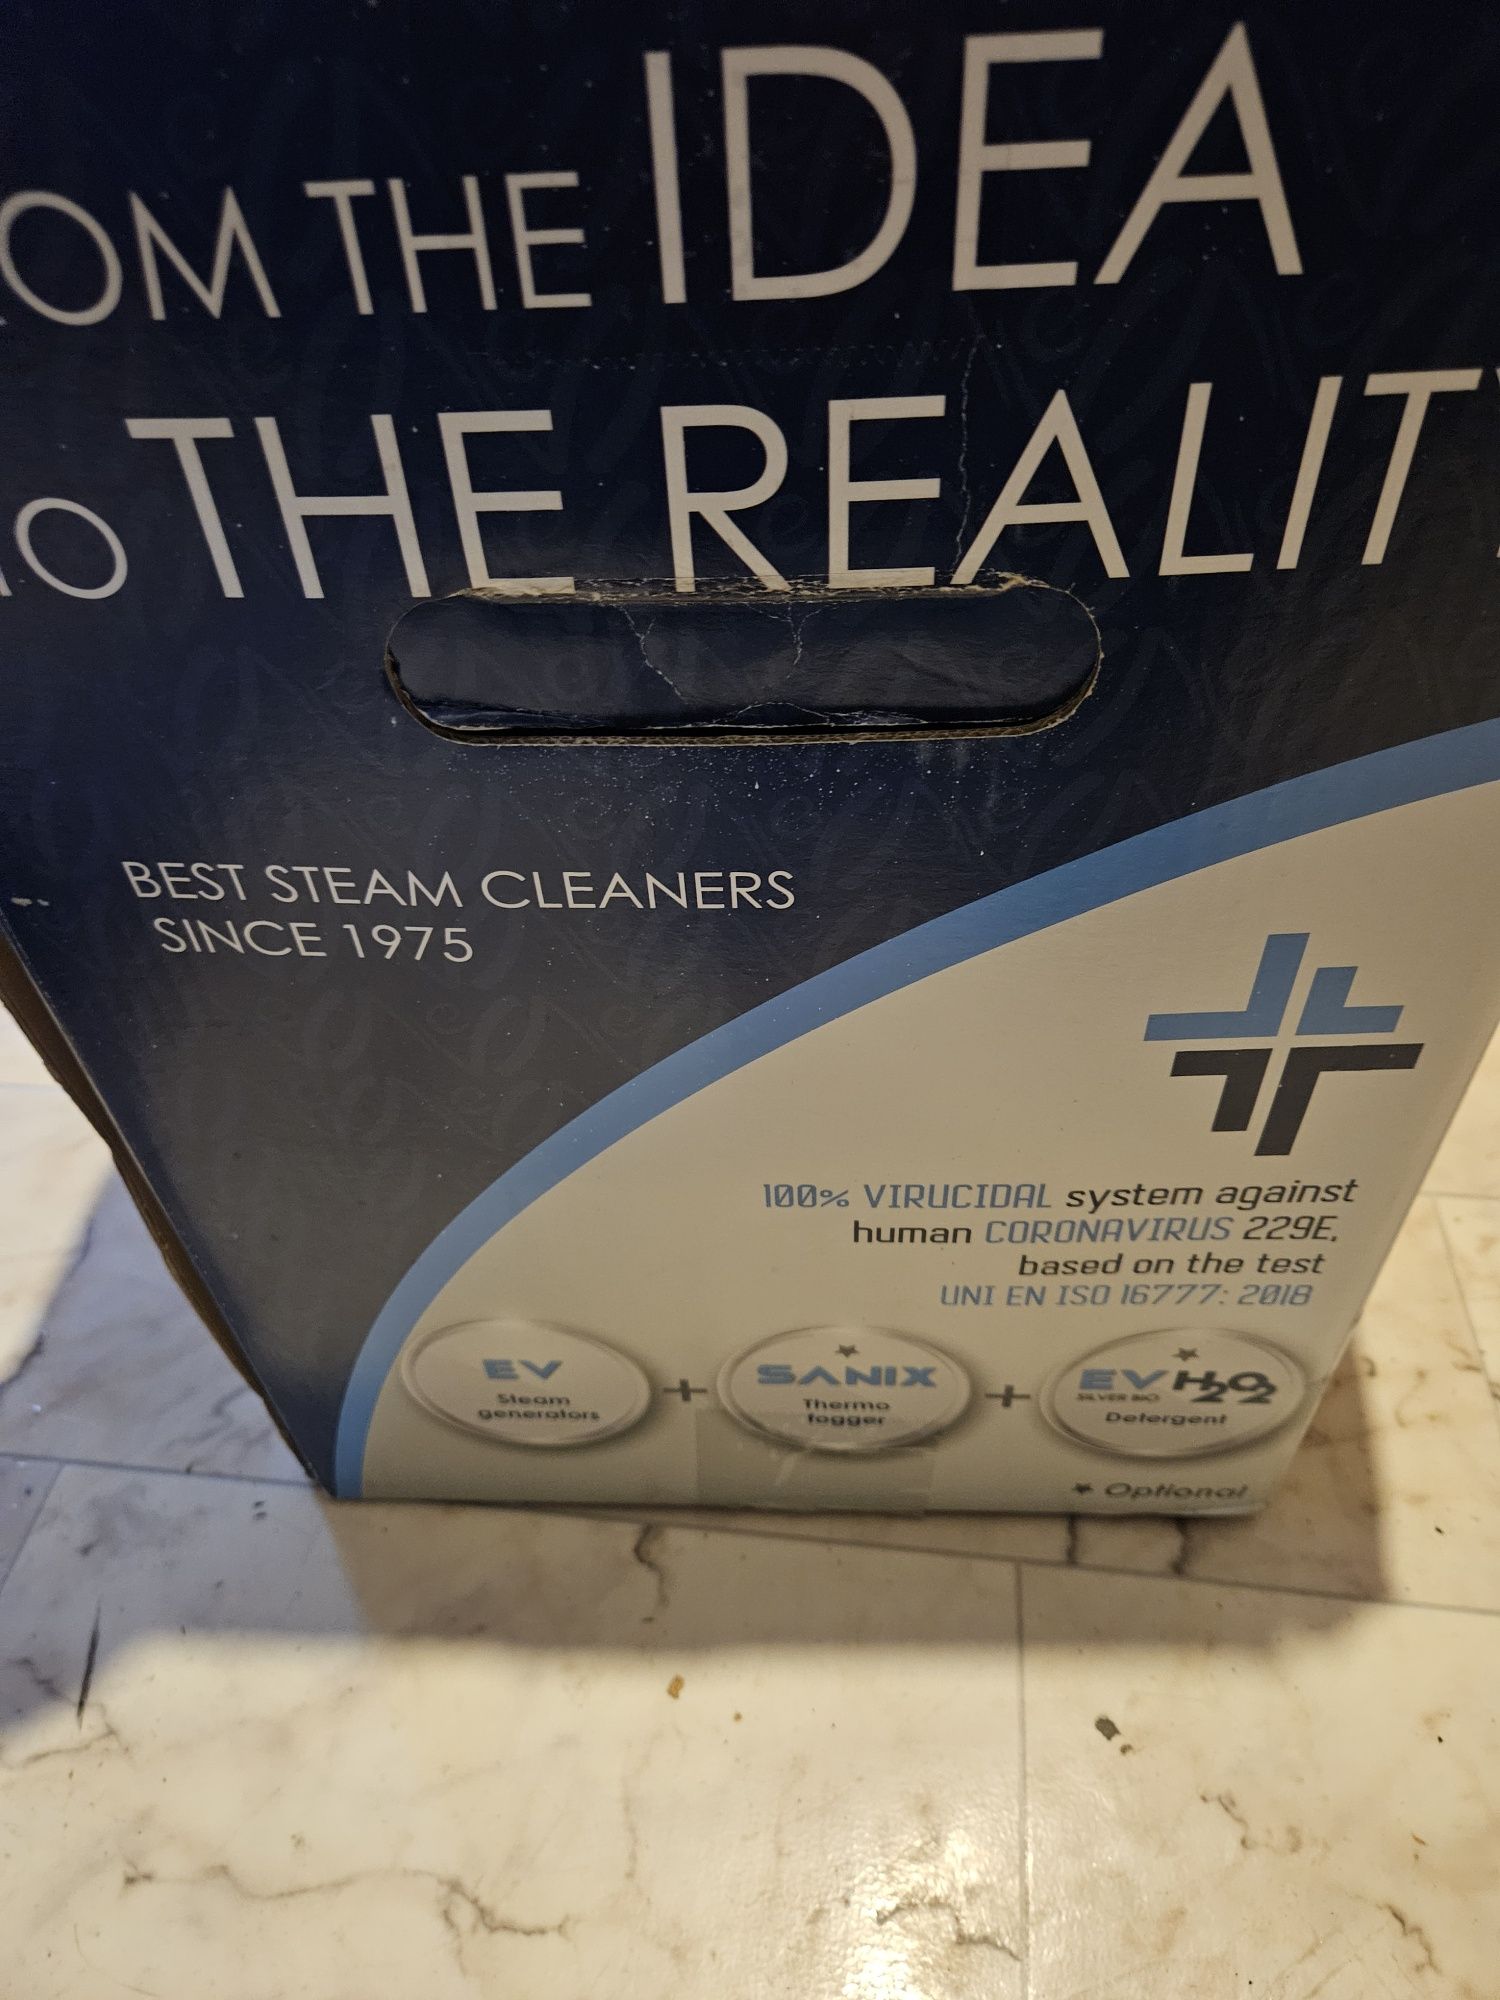 OM THE IDEA
TO THE REALIT
BEST STEAM CLEANERS
SINCE 1975
100% VIRUCIDAL system against
human CORONAVIRUS 229E,
based on the test
UNI EN ISO 16777: 2018
EV
Steam
generators
+
SANIX
Thermo
fogger
+
EV H2O2
SILVER BIO
Detergent
* Optional